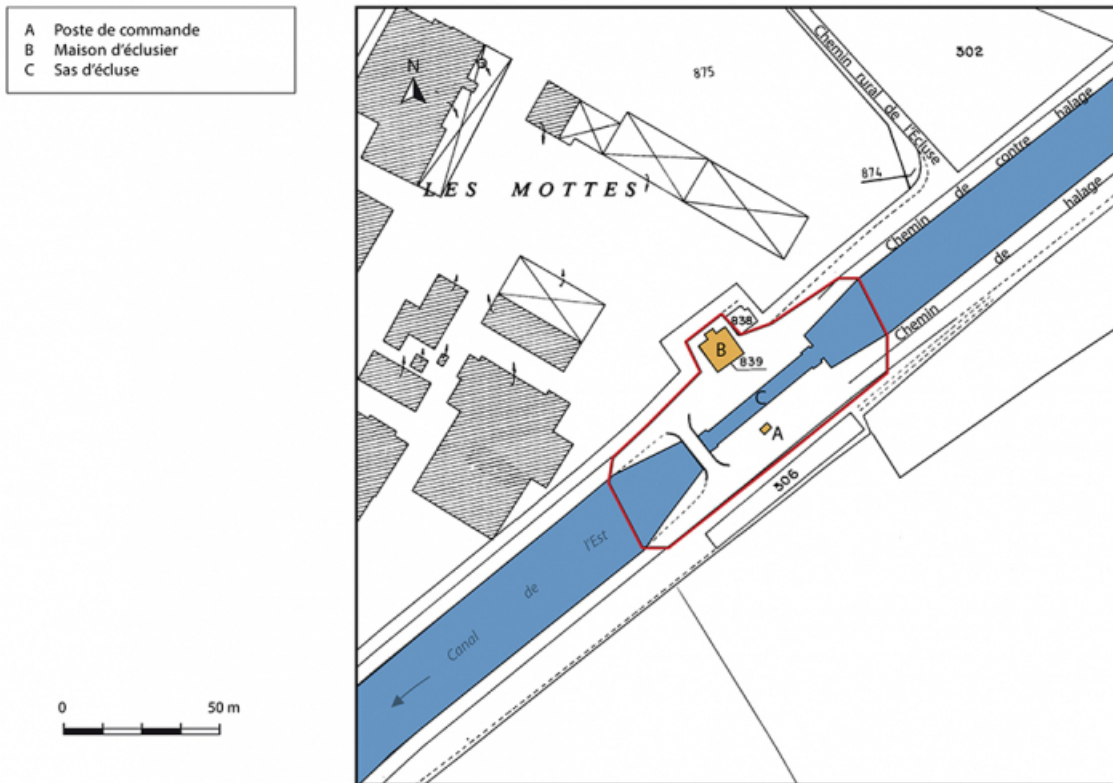 A Poste de commande
B Maison d'éclusier
C Sas d'écluse
N
302
875
Chemin rural de l'Ecluse
874
LES MOTTES
Chemin de contre halage
Chemin de halage
838
B
839
C
A
306
Canal de l'Est
0 50 m